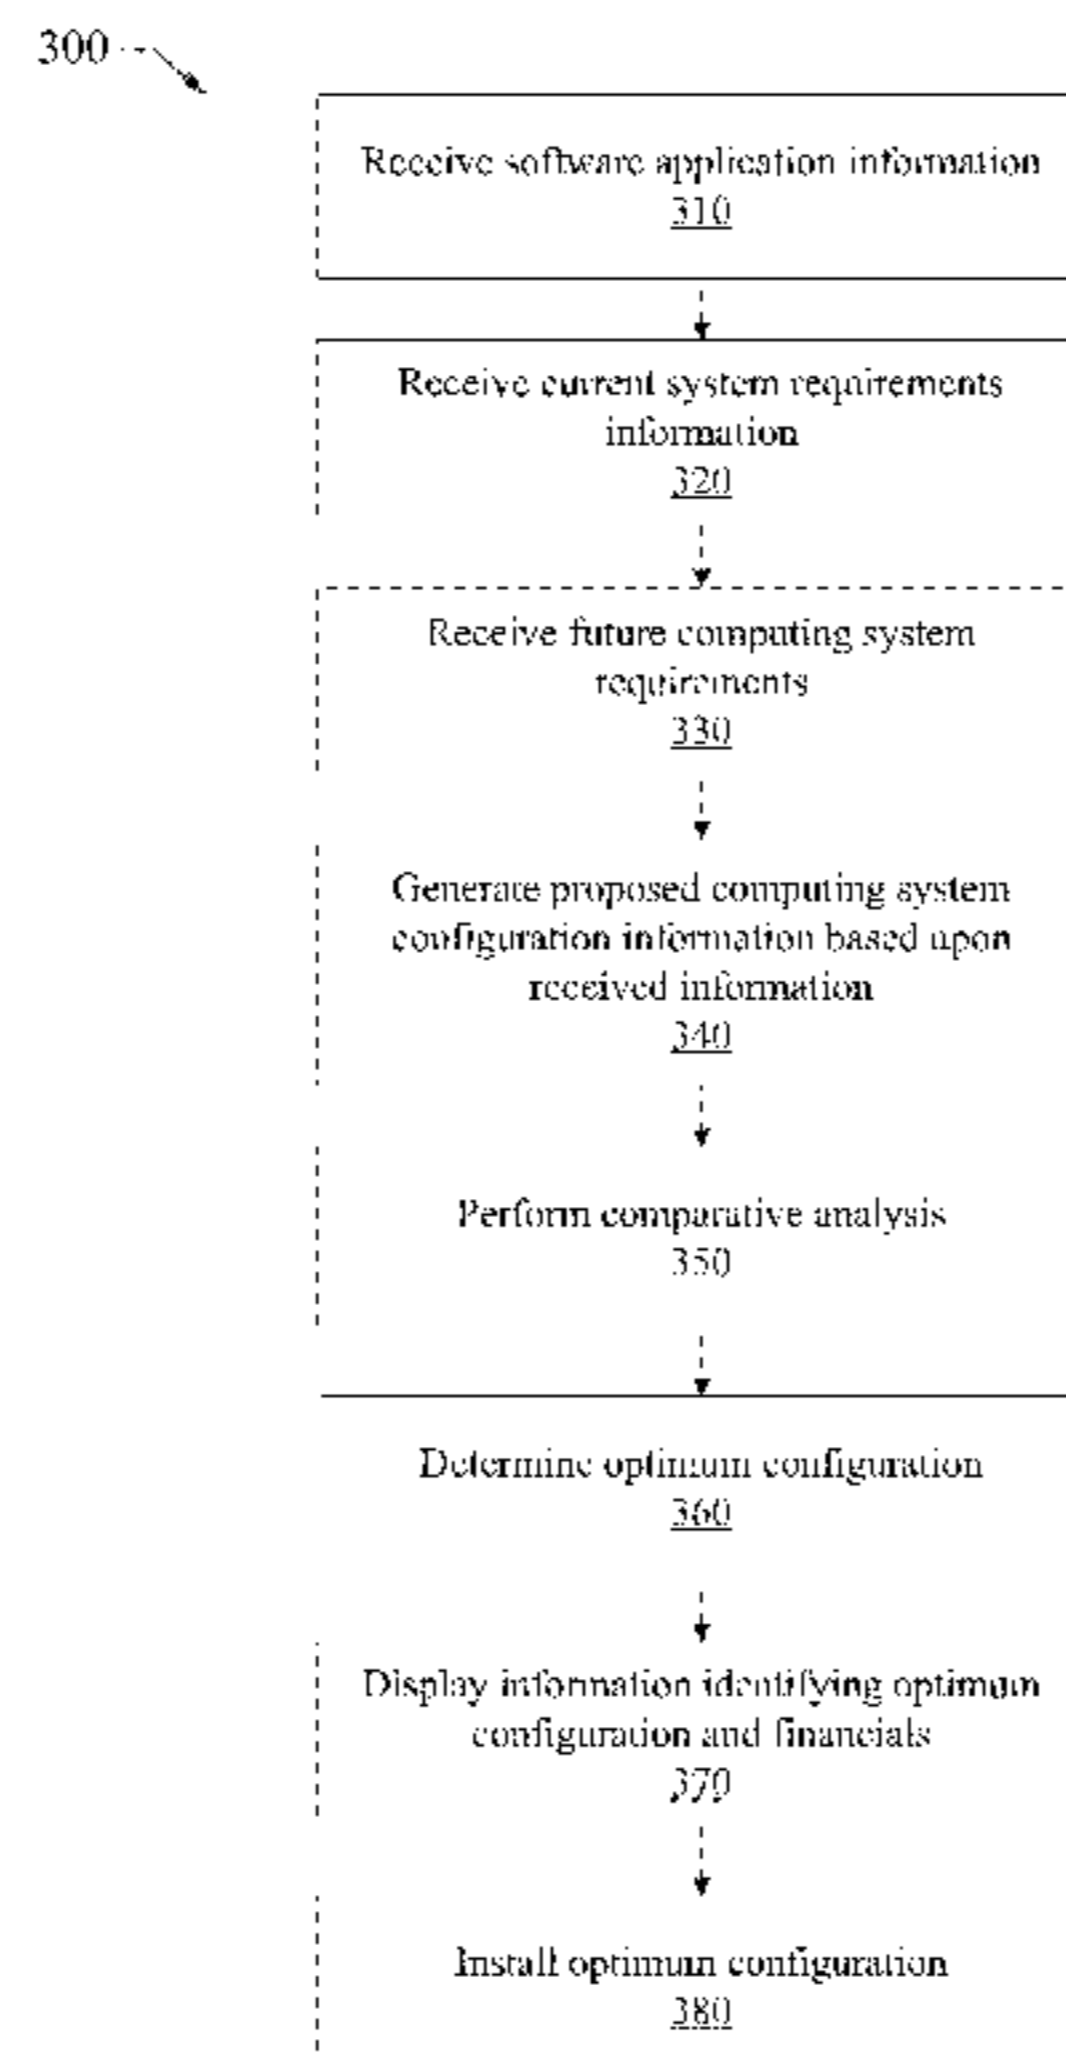 300
Receive software application information
310
Receive current system requirements
information
320
Receive future computing system
requirements
330
Generate proposed computing system
configuration information based upon
received information
340
Perform comparative analysis
350
Determine optimum configuration
360
Display information identifying optimum
configuration and financials
370
Install optimum configuration
380